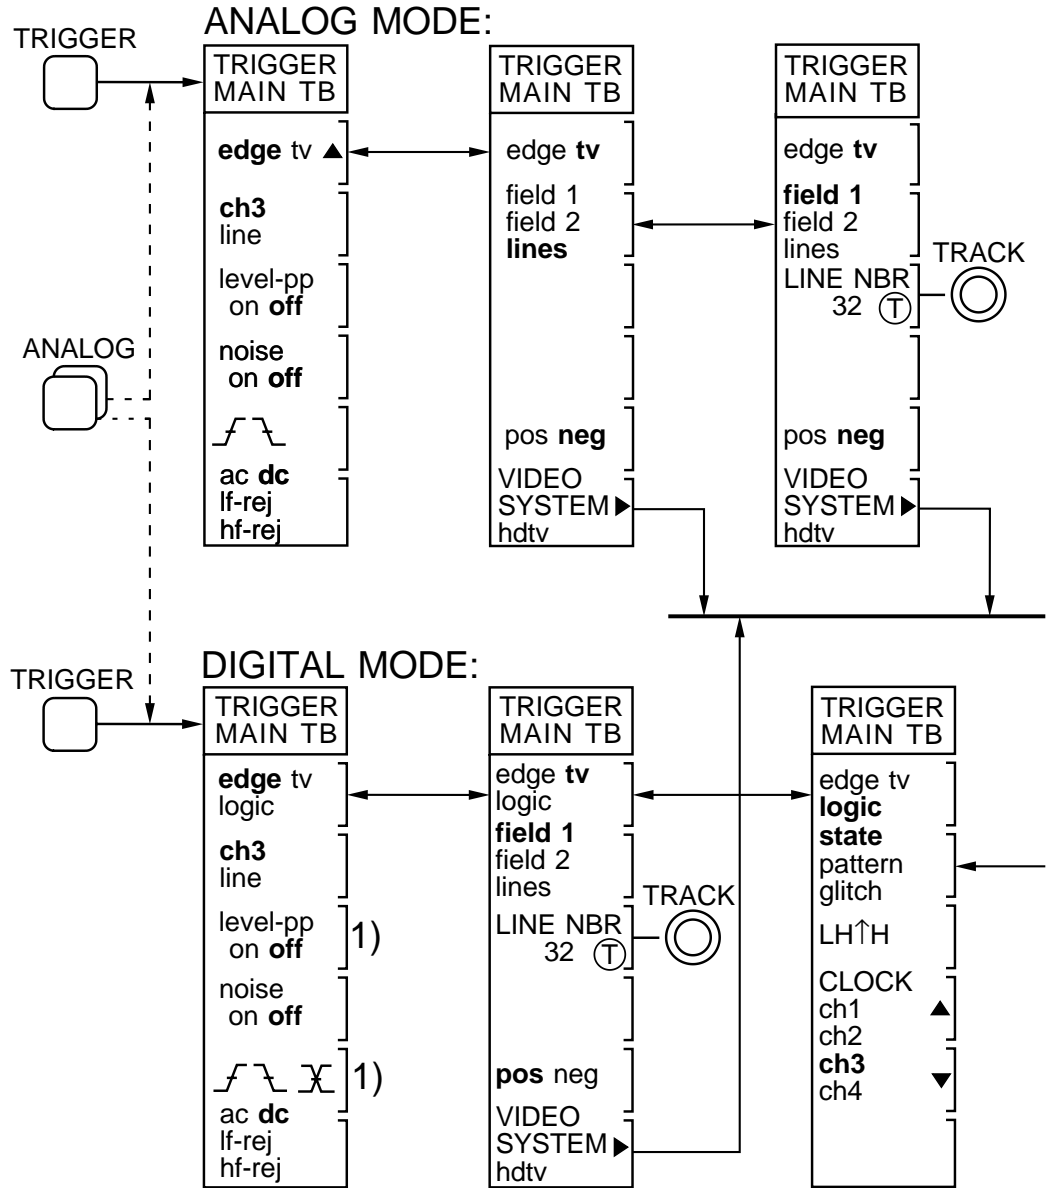 ANALOG MODE:
TRIGGER
TRIGGER
MAIN TB
edge tv
ch3
line
level-pp
on off
noise
on off
ac dc
lf-rej
hf-rej
TRIGGER
MAIN TB
edge tv
field 1
field 2
lines
pos neg
VIDEO
SYSTEM
hdtv
TRIGGER
MAIN TB
edge tv
field 1
field 2
lines
LINE NBR
32 T
pos neg
VIDEO
SYSTEM
hdtv
TRACK
ANALOG
DIGITAL MODE:
TRIGGER
TRIGGER
MAIN TB
edge tv
logic
ch3
line
level-pp
on off
1)
noise
on off
1)
ac dc
lf-rej
hf-rej
TRIGGER
MAIN TB
edge tv
logic
field 1
field 2
lines
LINE NBR
32 T
pos neg
VIDEO
SYSTEM
hdtv
TRACK
TRIGGER
MAIN TB
edge tv
logic
state
pattern
glitch
LH↑H
CLOCK
ch1
ch2
ch3
ch4